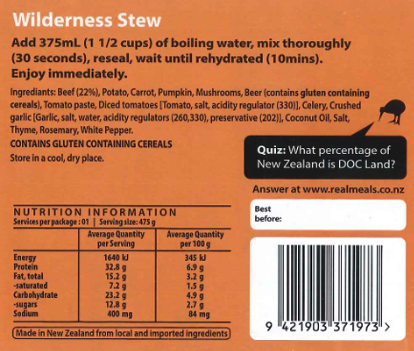 Wilderness Stew
Add 375mL (1 1/2 cups) of boiling water, mix thoroughly
(30 seconds), reseal, wait until rehydrated (10mins).
Enjoy immediately.
Ingredients: Beef (22%), Potato, Carrot, Pumpkin, Mushrooms, Beer (contains gluten containing
cereals), Tomato paste, Diced tomatoes [Tomato, salt, acidity regulator (330)], Celery, Crushed
garlic [Garlic, salt, water, acidity regulators (260,330), preservative (202)], Coconut Oil, Salt,
Thyme, Rosemary, White Pepper.
CONTAINS GLUTEN CONTAINING CEREALS
Store in a cool, dry place.
Quiz: What percentage of
New Zealand is DOC Land?
Answer at www.realmeals.co.nz
NUTRITION INFORMATION
Services per package : 01 | Serving size: 475 g
Average Quantity per Serving Average Quantity per 100 g
Energy 1640 kJ 345 kJ
Protein 32.8 g 6.9 g
Fat, total 15.2 g 3.2 g
-saturated 7.2 g 1.5 g
Carbohydrate 23.2 g 4.9 g
-sugars 12.8 g 2.7 g
Sodium 400 mg 84 mg
Made in New Zealand from local and imported ingredients
Best
before:
9 421903 371973 >